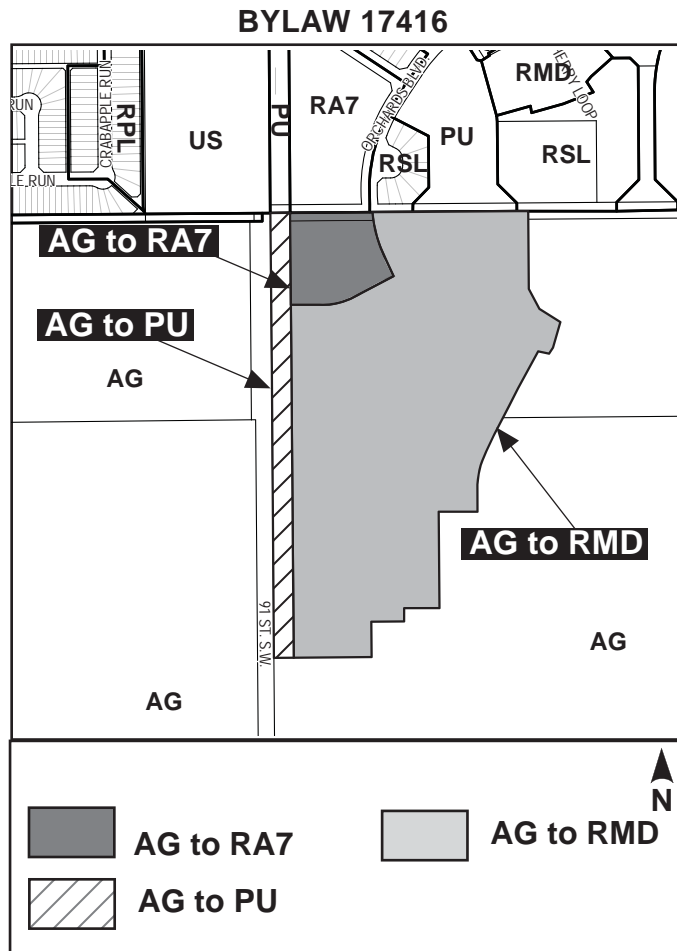 BYLAW 17416
RUN
CRABAPPLE RUN
RPL
LE RUN
US
PU
RA7
ORCHARDS BLVD
RSL
PU
RMD
HERRY LOOP
RSL
AG to RA7
AG to PU
AG
AG to RMD
91 ST. S.W.
AG
AG
N
AG to RA7
AG to RMD
AG to PU